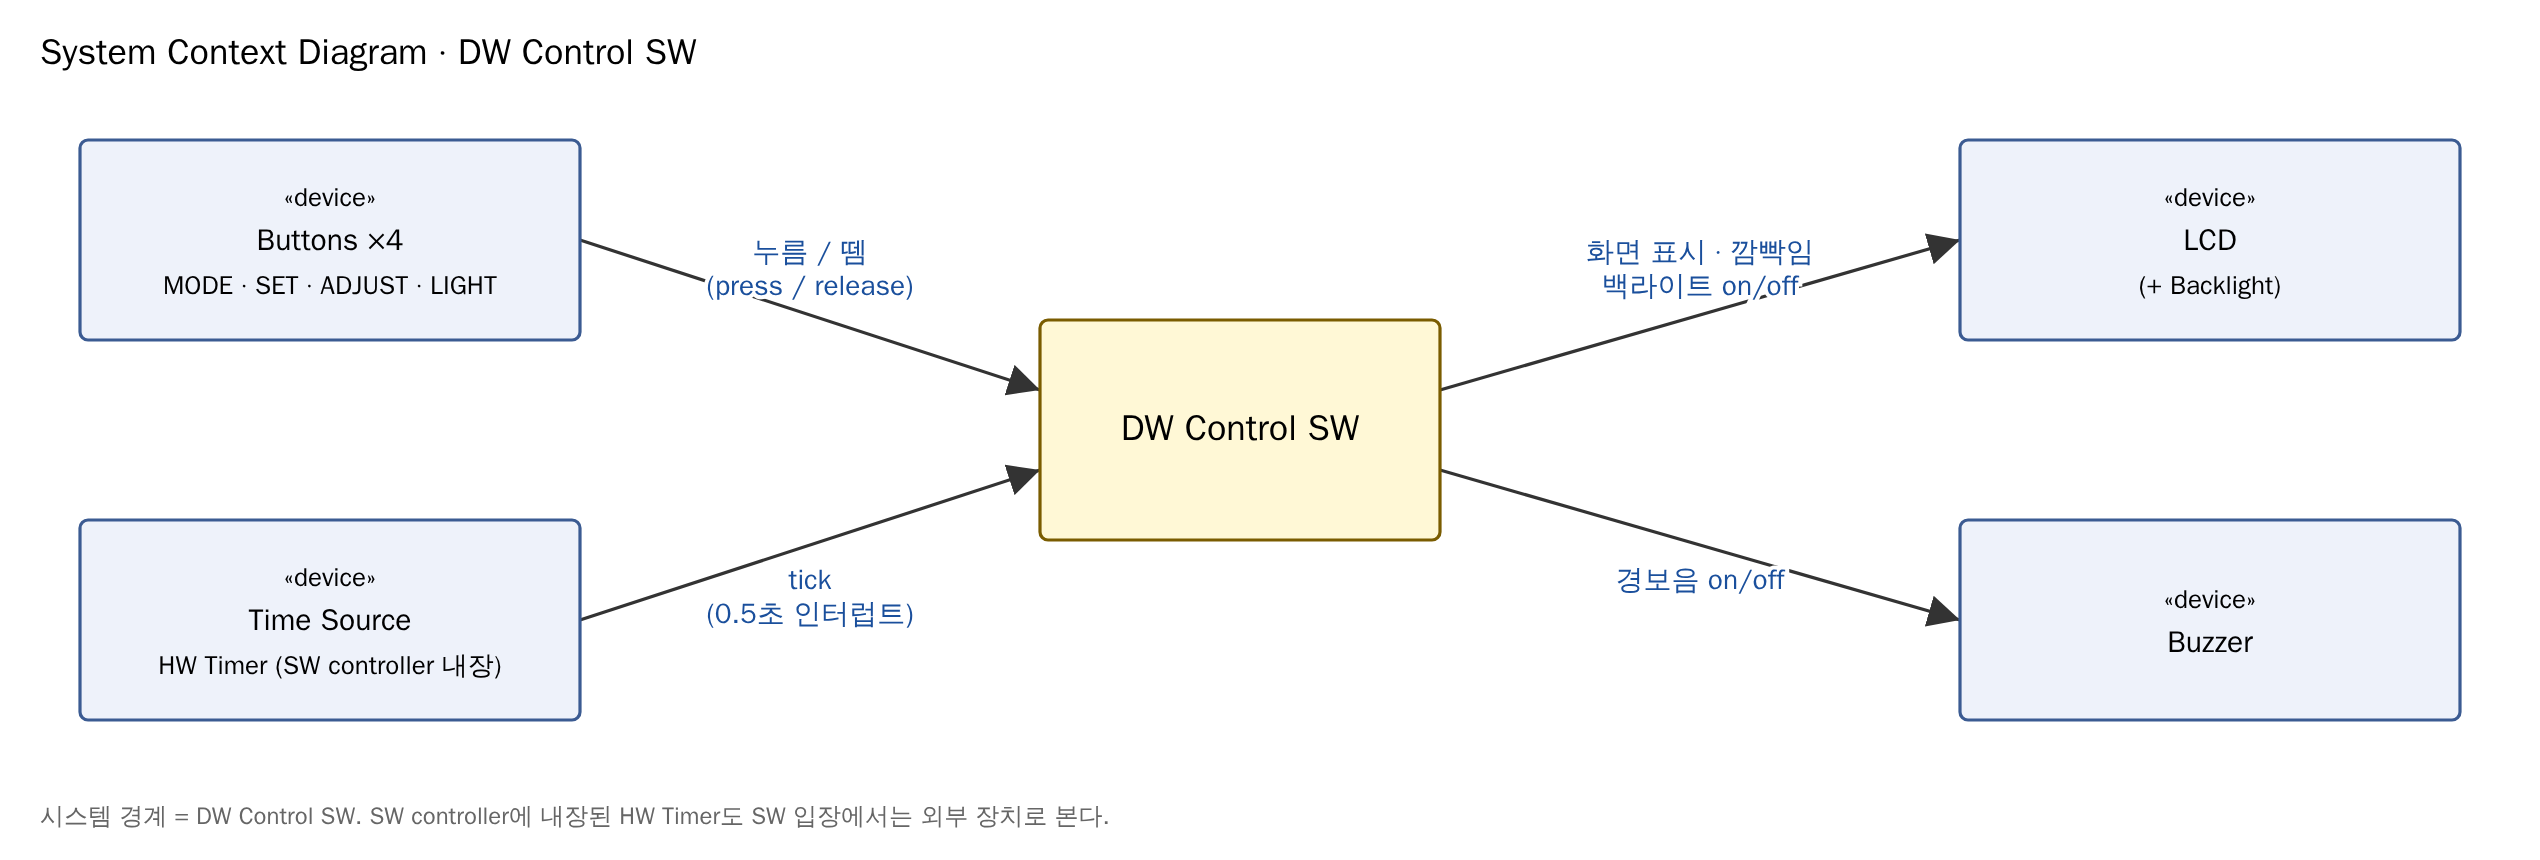 System Context Diagram · DW Control SW
«device»
Buttons ×4
MODE · SET · ADJUST · LIGHT
누름 / 뗌
(press / release)
화면 표시 · 깜빡임
백라이트 on/off
«device»
LCD
(+ Backlight)
DW Control SW
«device»
Time Source
HW Timer (SW controller 내장)
tick
(0.5초 인터럽트)
경보음 on/off
«device»
Buzzer
시스템 경계 = DW Control SW. SW controller에 내장된 HW Timer도 SW 입장에서는 외부 장치로 본다.